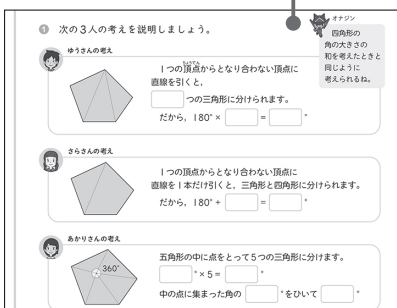 オナジン
四角形の
角の大きさの
和を考えたときと
同じように
考えられるね。
❶ 次の3人の考えを説明しましょう。
ゆうさんの考え
ちょうてん
1つの頂点からとなり合わない頂点に
直線を引くと,
つの三角形に分けられます。
だから, 180°× = °
さらさんの考え
1つの頂点からとなり合わない頂点に
直線を1本だけ引くと, 三角形と四角形に分けられます。
だから, 180°+ = °
あかりさんの考え
360°
五角形の中に点をとって5つの三角形に分けます。
°×5= °
中の点に集まった角の °をひいて °